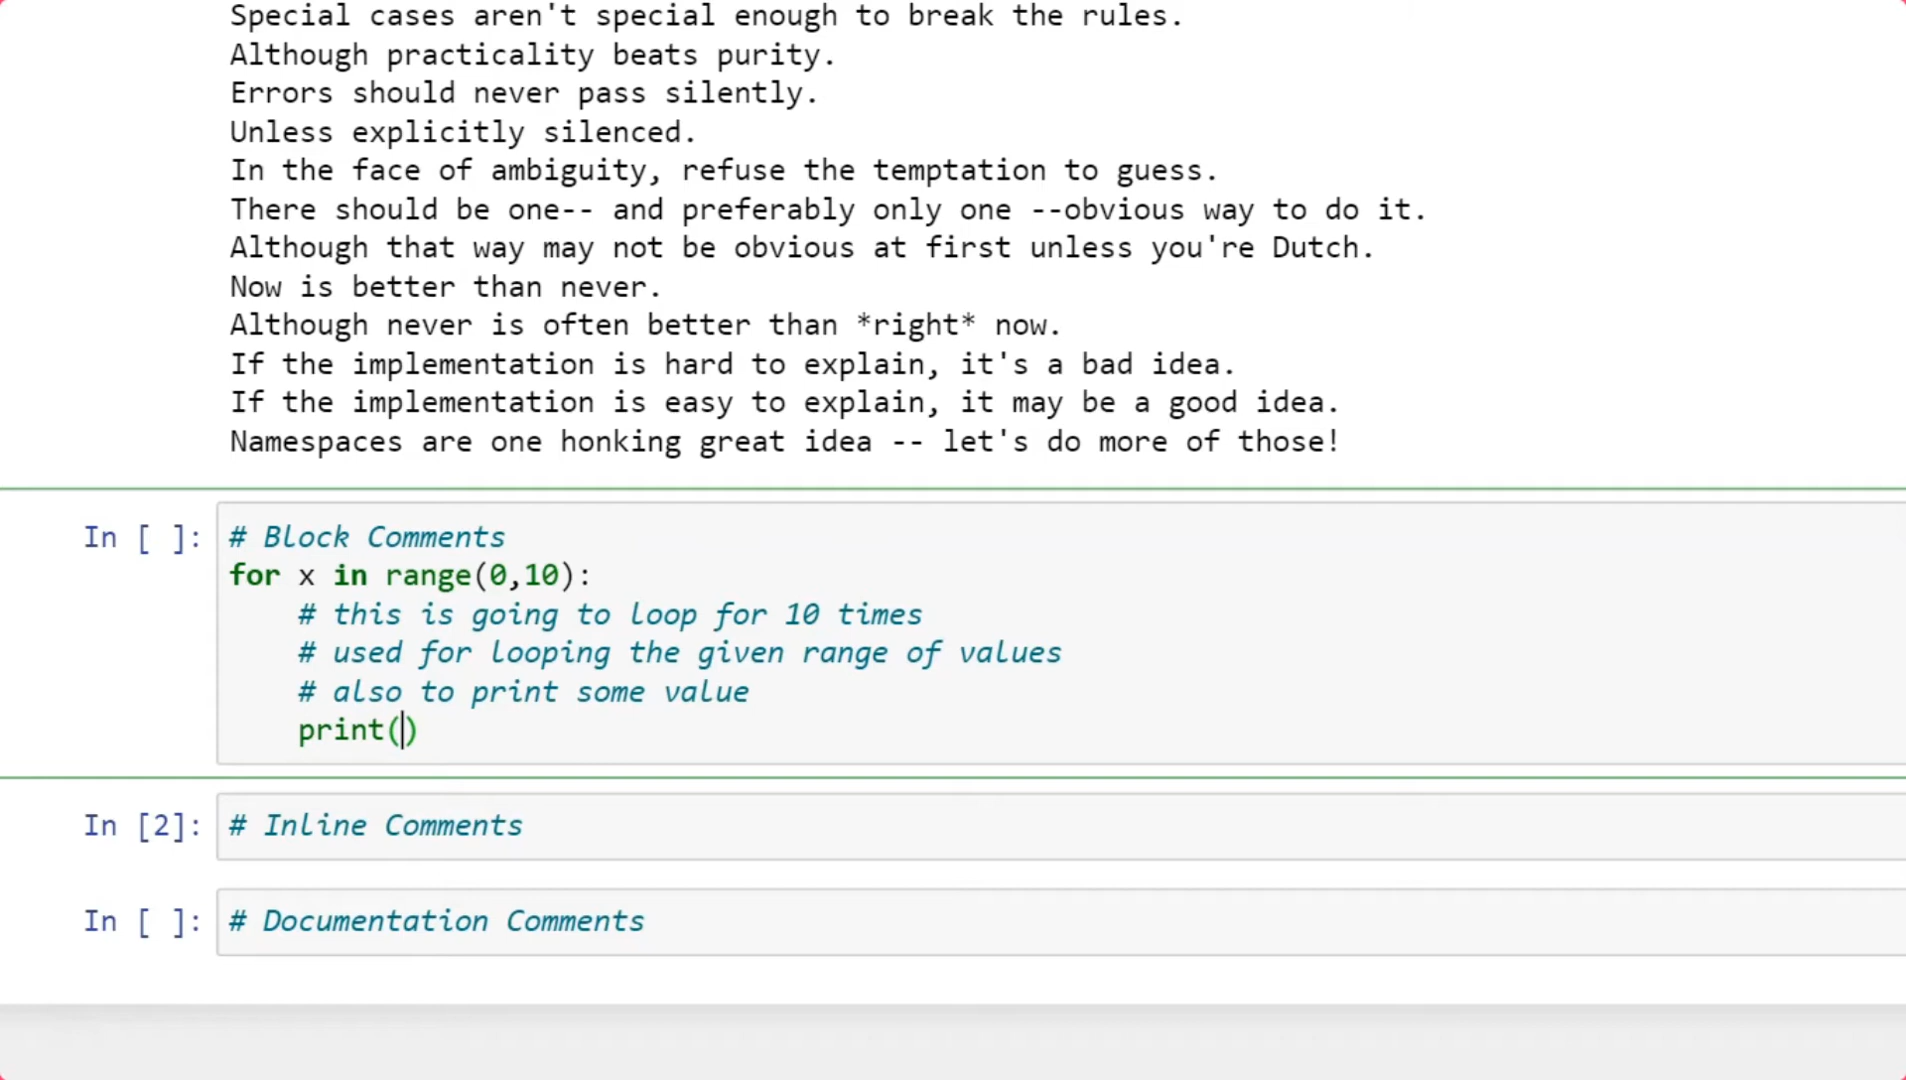 Special cases aren't special enough to break the rules.
Although practicality beats purity.
Errors should never pass silently.
Unless explicitly silenced.
In the face of ambiguity, refuse the temptation to guess.
There should be one-- and preferably only one --obvious way to do it.
Although that way may not be obvious at first unless you're Dutch.
Now is better than never.
Although never is often better than *right* now.
If the implementation is hard to explain, it's a bad idea.
If the implementation is easy to explain, it may be a good idea.
Namespaces are one honking great idea -- let's do more of those!
In [ ]: # Block Comments
for x in range(0,10):
    # this is going to loop for 10 times
    # used for looping the given range of values
    # also to print some value
    print()
In [2]: # Inline Comments
In [ ]: # Documentation Comments